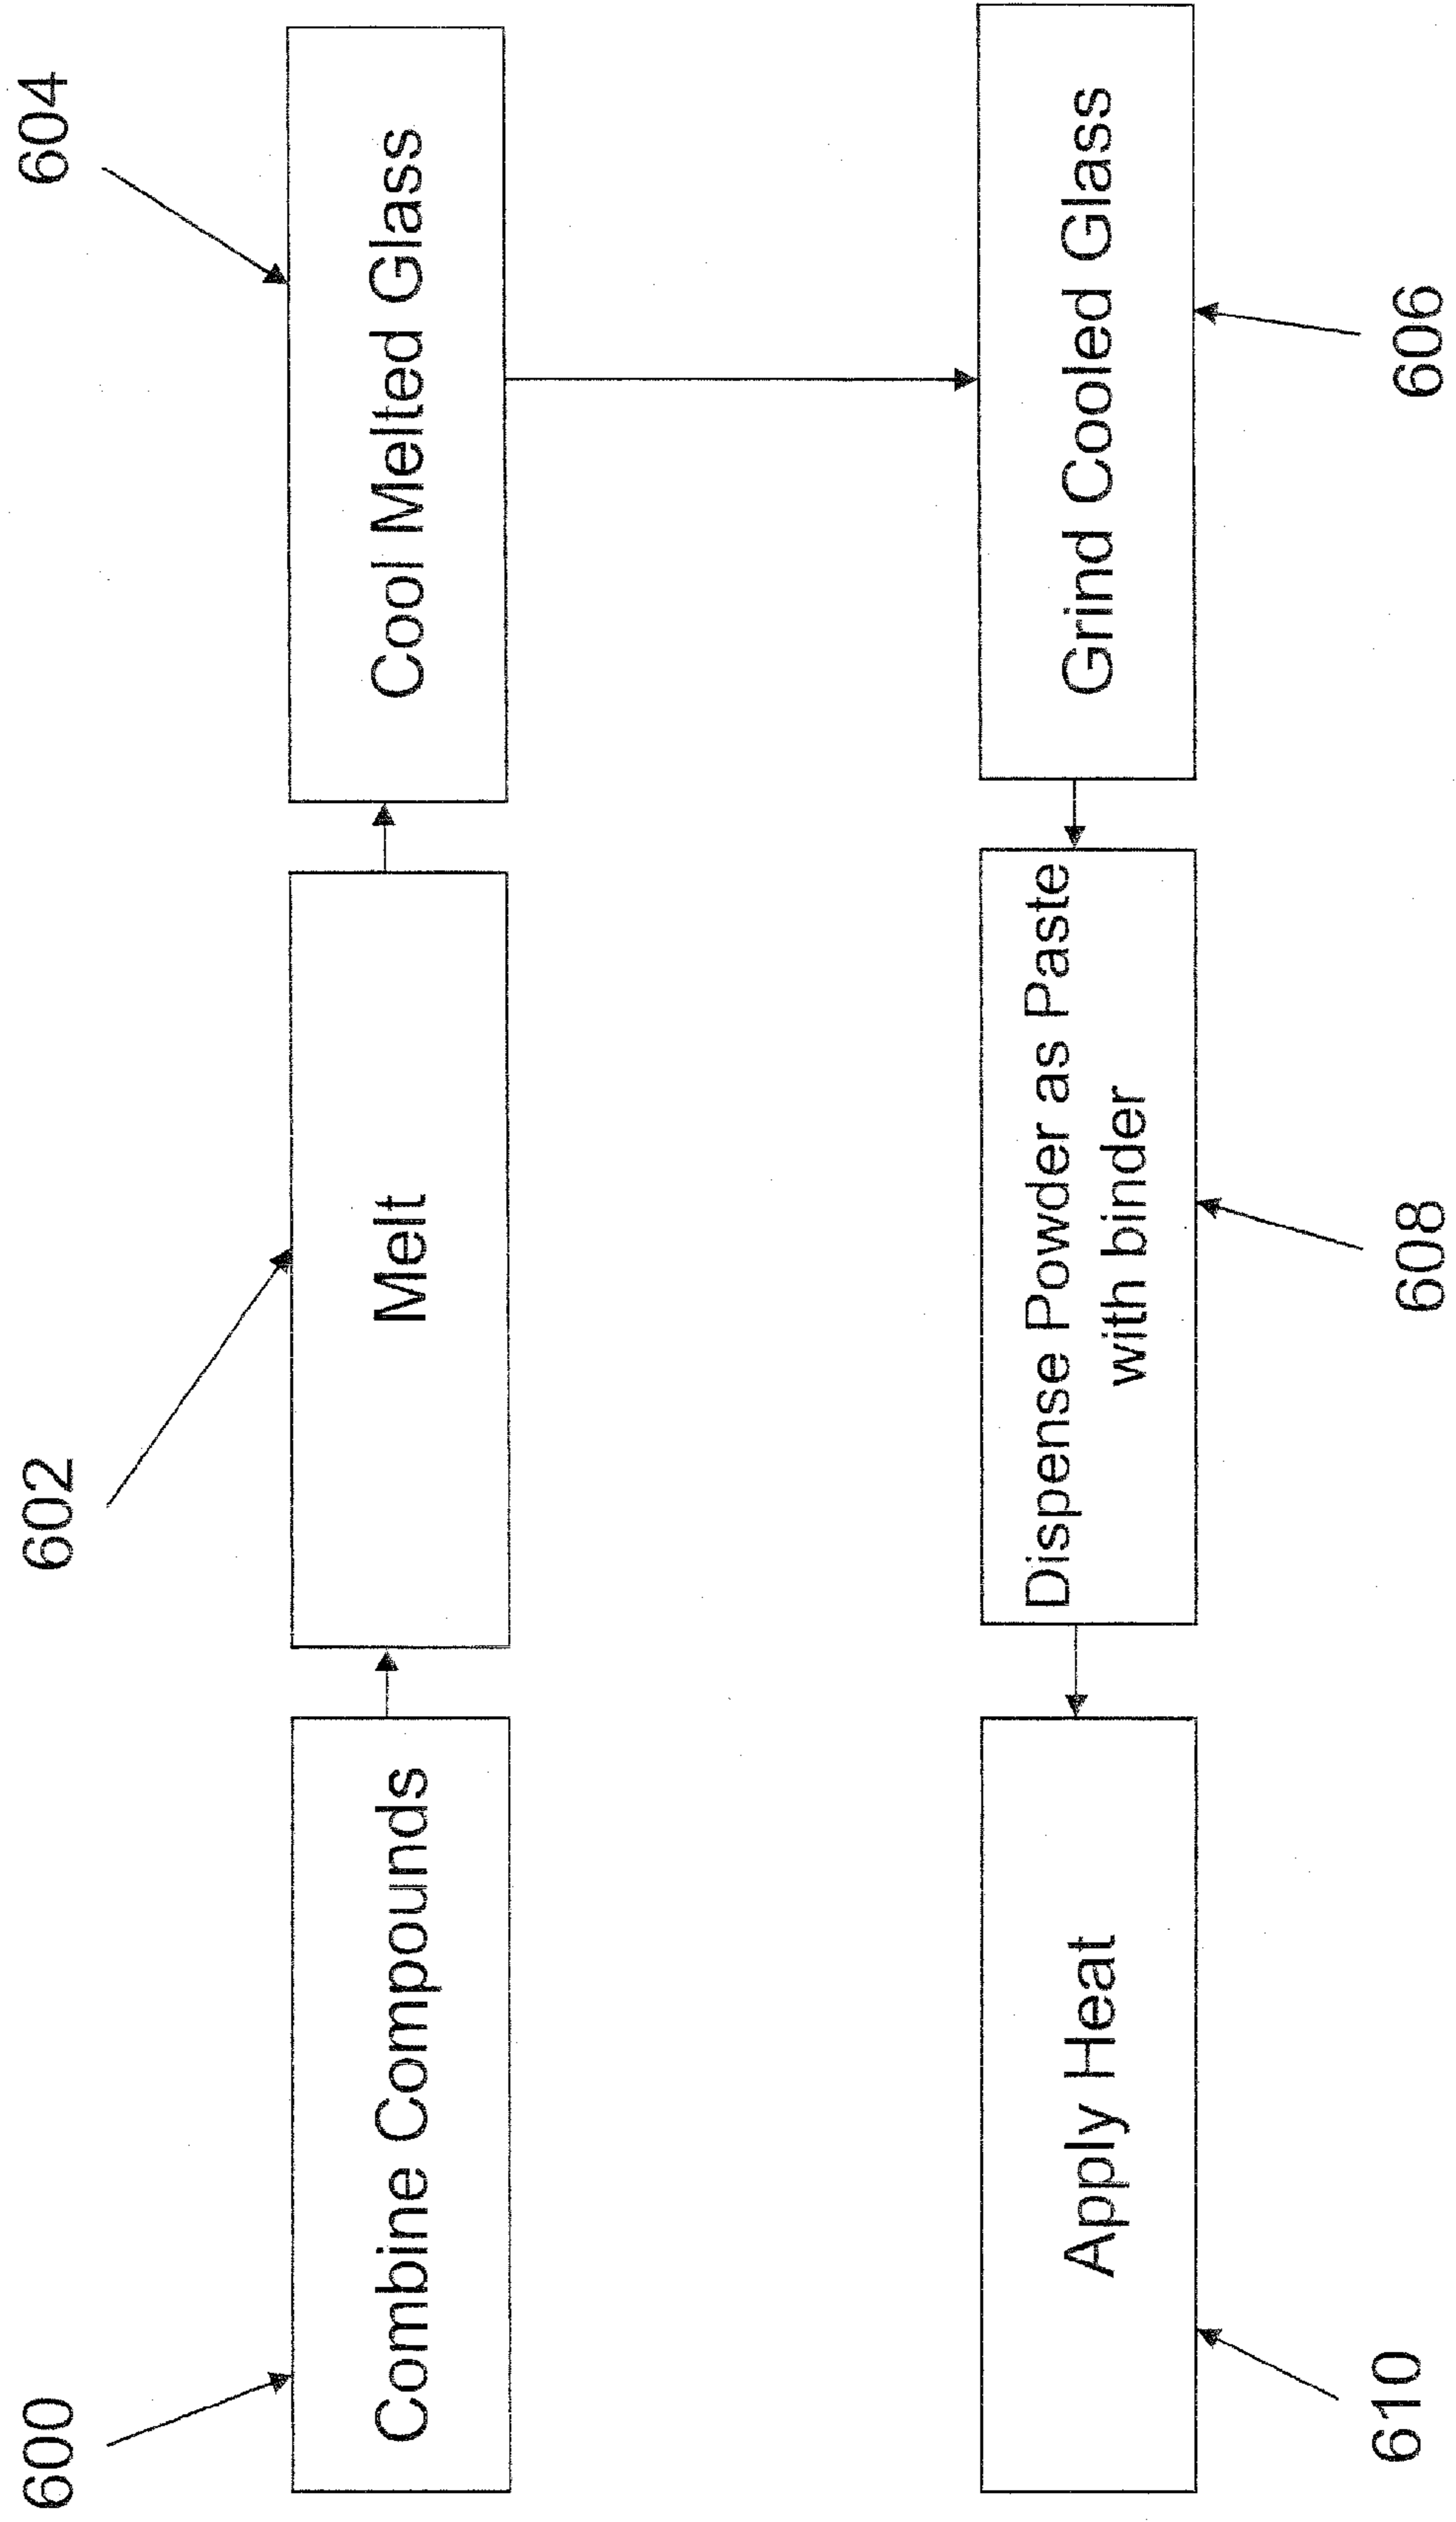 600
Combine Compounds
602
Melt
604
Cool Melted Glass
Grind Cooled Glass
606
Dispense Powder as Paste
with binder
608
Apply Heat
610